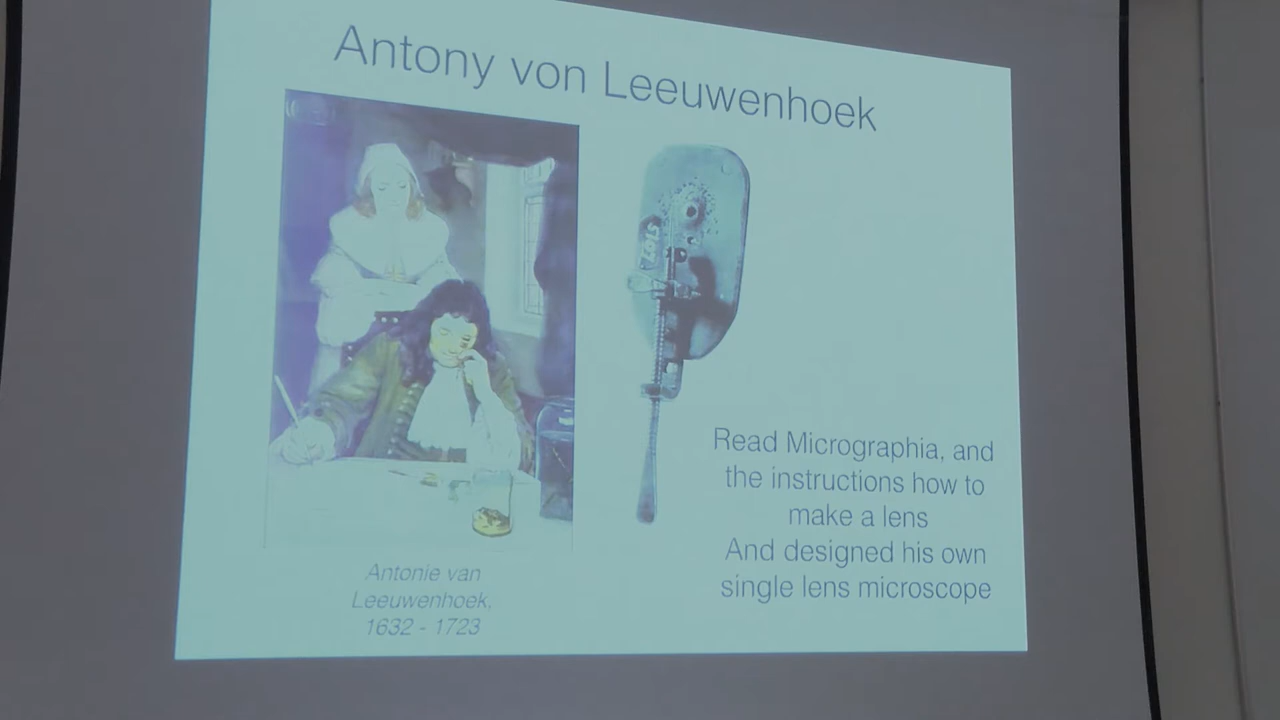 Antony von Leeuwenhoek
Read Micrographia, and
the instructions how to
make a lens
And designed his own
single lens microscope
Antonie van
Leeuwenhoek,
1632 - 1723